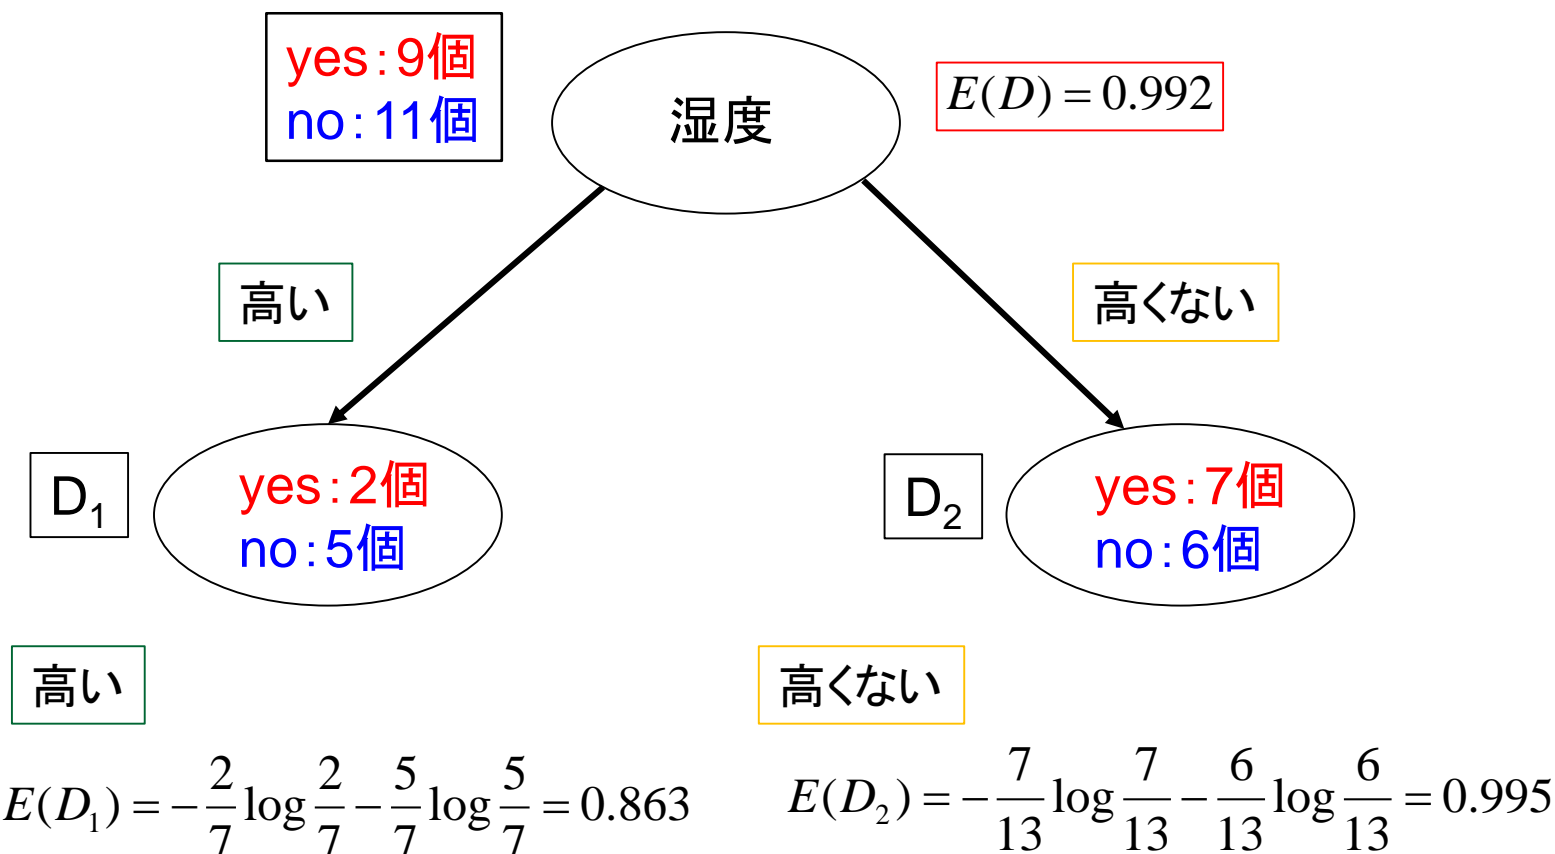 yes：9個
no：11個
湿度
E(D) = 0.992
高い
高くない
D₁
yes：2個
no：5個
D₂
yes：7個
no：6個
高い
高くない
E(D₁) = −2/7 log 2/7 − 5/7 log 5/7 = 0.863
E(D₂) = −7/13 log 7/13 − 6/13 log 6/13 = 0.995